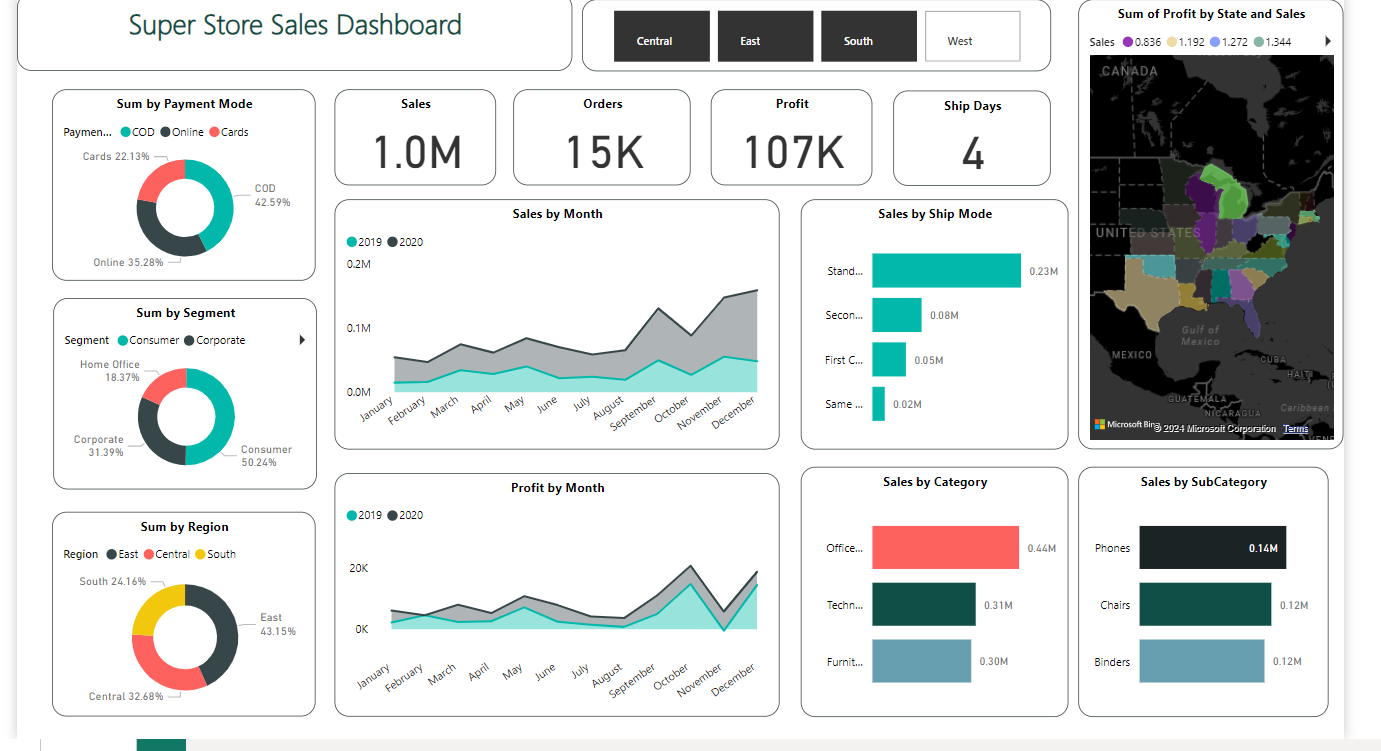 Super Store Sales Dashboard
Central
East
South
West
Sum of Profit by State and Sales
Sales 0.836 1.192 1.272 1.344
CANADA
UNITED STATES
Gulf of
Mexico
MEXICO
CUBA
HAITI
GUATEMALA
NICARAGUA
Caribbean
Microsoft Bing
© 2024 Microsoft Corporation Terms
Sum by Payment Mode
Paymen... COD Online Cards
Cards 22.13%
COD
42.59%
Online 35.28%
Sales
1.0M
Orders
15K
Profit
107K
Ship Days
4
Sum by Segment
Segment Consumer Corporate
Home Office
18.37%
Corporate
31.39%
Consumer
50.24%
Sales by Month
2019 2020
0.2M
0.1M
0.0M
January
February
March
April
May
June
July
August
September
October
November
December
Sales by Ship Mode
Stand... 0.23M
Secon... 0.08M
First C... 0.05M
Same ... 0.02M
Sum by Region
Region East Central South
South 24.16%
East
43.15%
Central 32.68%
Profit by Month
2019 2020
20K
0K
January
February
March
April
May
June
July
August
September
October
November
December
Sales by Category
Office... 0.44M
Techn... 0.31M
Furnit... 0.30M
Sales by SubCategory
Phones 0.14M
Chairs 0.12M
Binders 0.12M